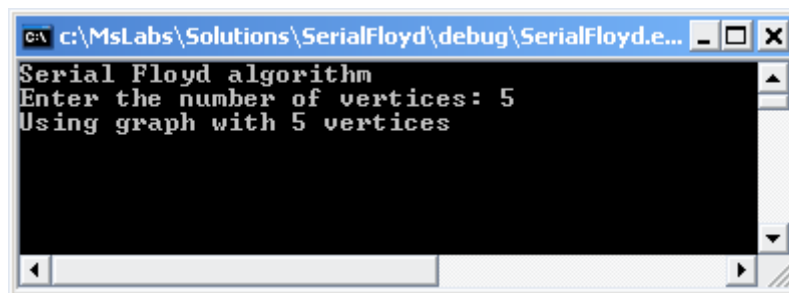 c:\MsLabs\Solutions\SerialFloyd\debug\SerialFloyd.e...
Serial Floyd algorithm
Enter the number of vertices: 5
Using graph with 5 vertices